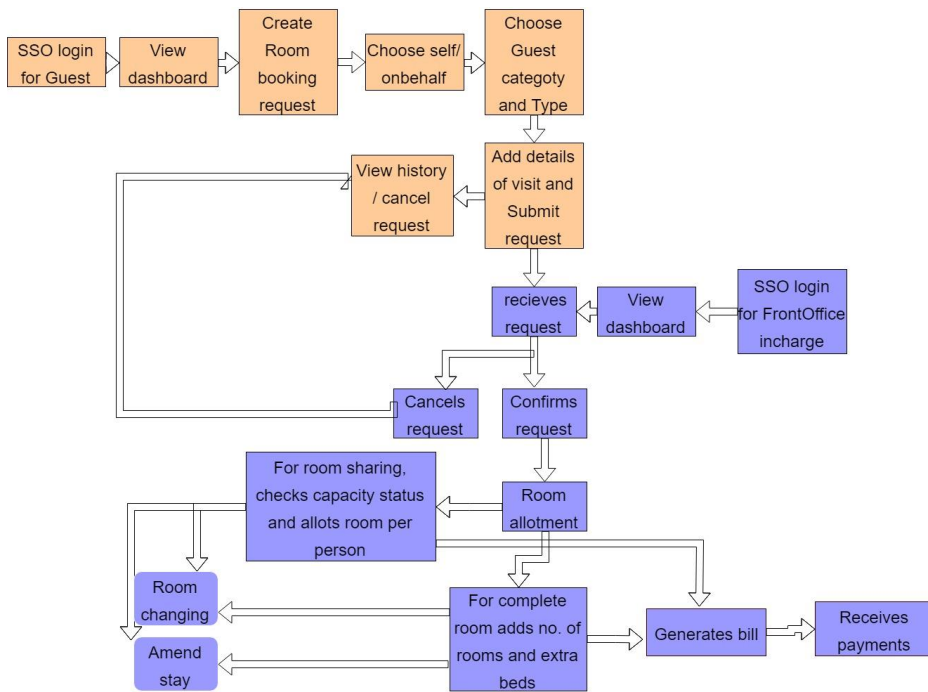 SSO login
for Guest
View
dashboard
Create
Room
booking
request
Choose self/
onbehalf
Choose
Guest
categoty
and Type
View history
/ cancel
request
Add details
of visit and
Submit
request
recieves
request
View
dashboard
SSO login
for FrontOffice
incharge
Cancels
request
Confirms
request
For room sharing,
checks capacity status
and allots room per
person
Room
allotment
Room
changing
Amend
stay
For complete
room adds no. of
rooms and extra
beds
Generates bill
Receives
payments